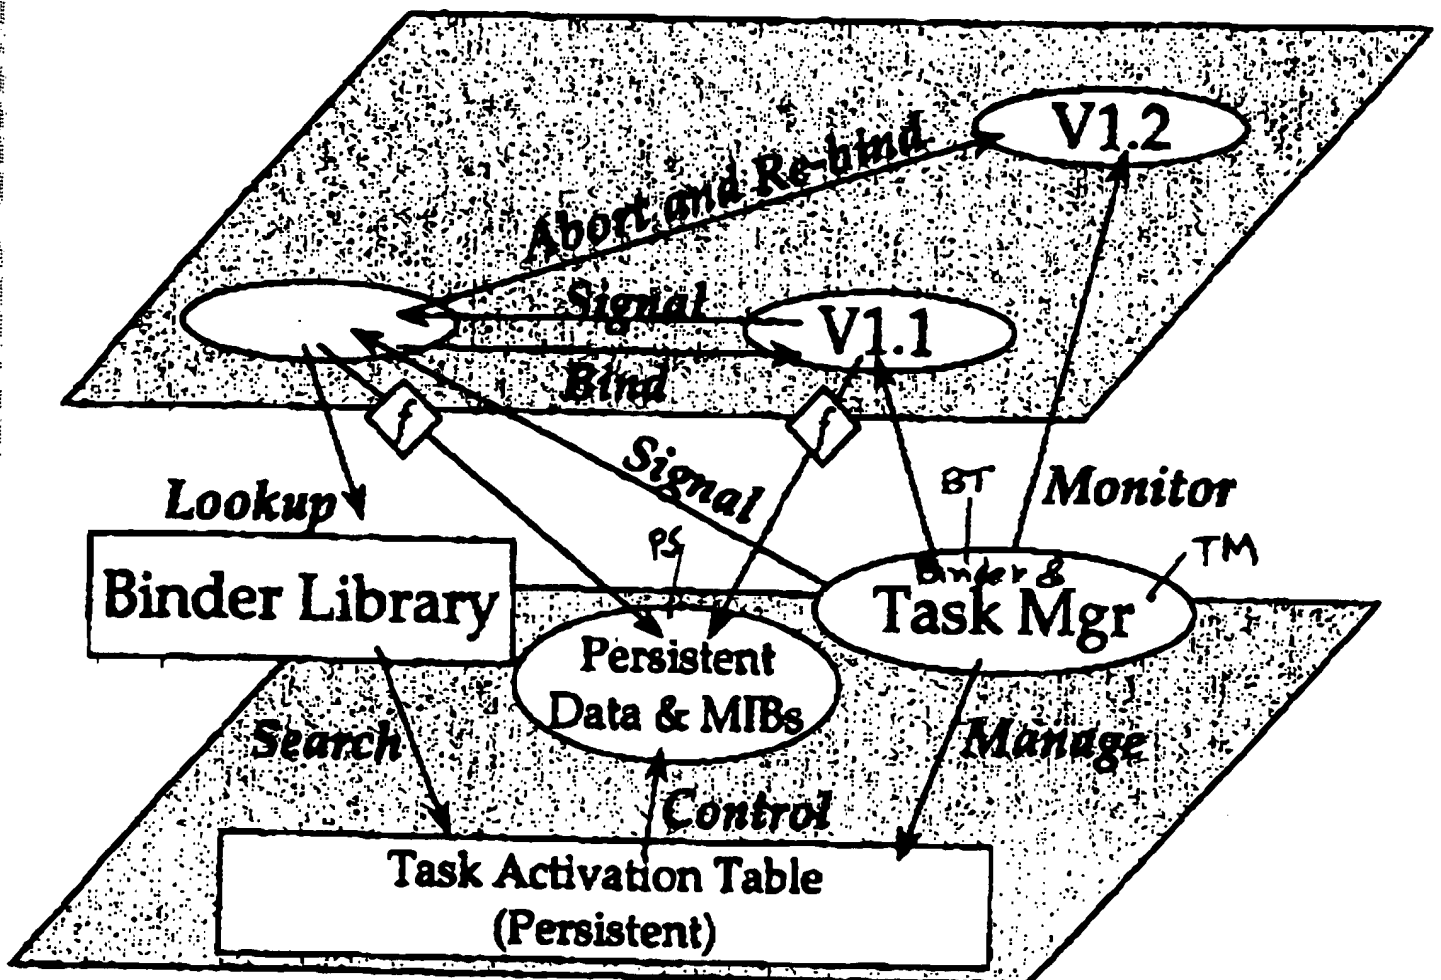 V1.2
Abort and Re-bind
Signal
V1.1
Bind
f
f
Signal
Lookup
BT
Monitor
PS
TM
Binder Library
Binder &
Task Mgr
Persistent
Data & MIBs
Search
Manage
Control
Task Activation Table
(Persistent)